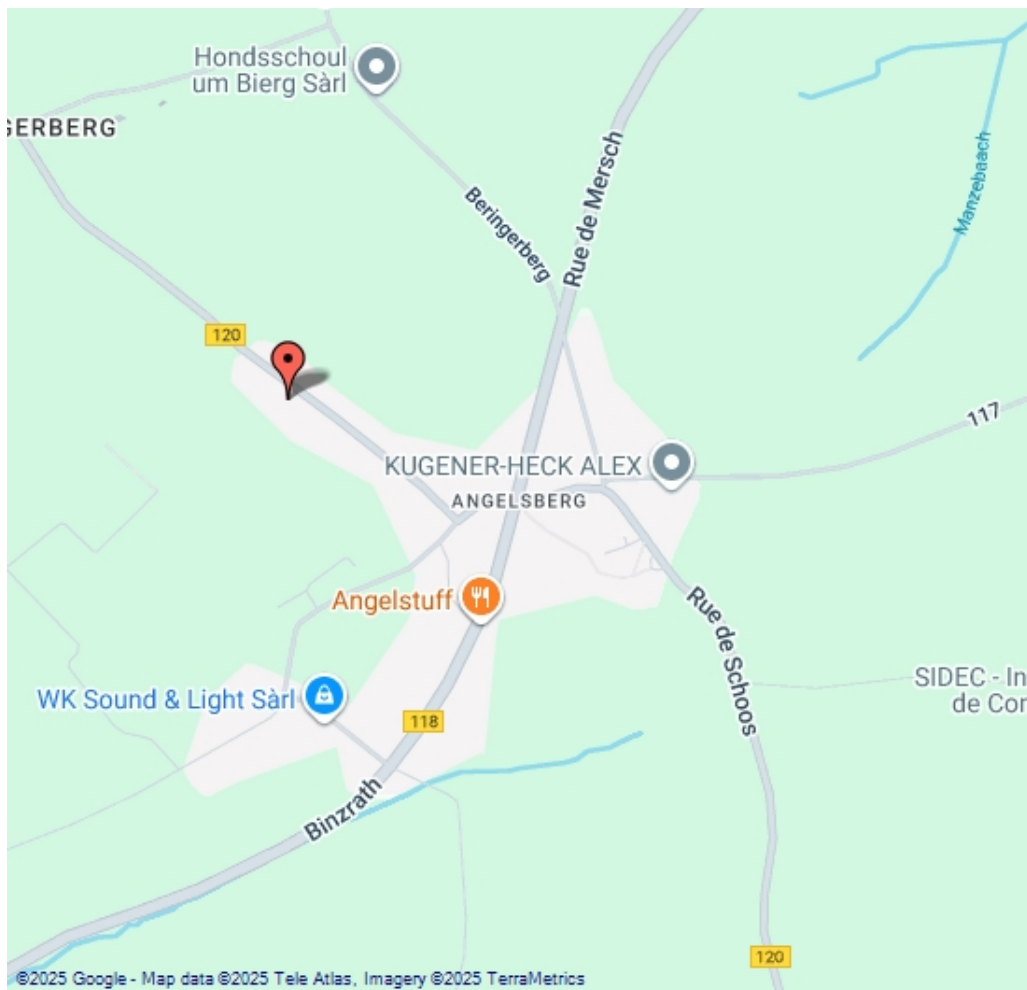 Hondsschoul
um Bierg Sàrl
GERBERG
Rue de Mersch
Manzebaach
Beringerberg
120
117
KUGENER-HECK ALEX
ANGELSBERG
Angelstuff
Rue de Schoos
SIDEC - In
de Cor
WK Sound & Light Sàrl
118
Binzrath
120
©2025 Google - Map data ©2025 Tele Atlas, Imagery ©2025 TerraMetrics